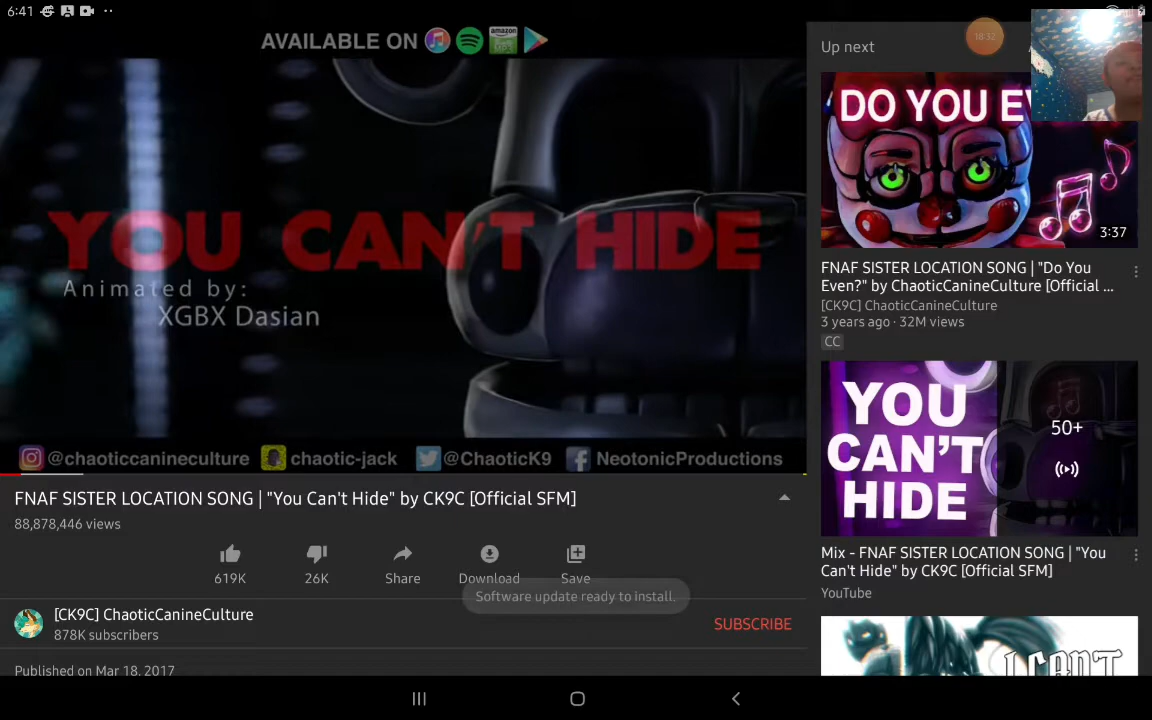 6:41
AVAILABLE ON
amazon
YOU CAN'T HIDE
Animated by:
XGBX Dasian
@chaoticcanineculture
chaotic-jack
@ChaoticK9
NeotonicProductions
FNAF SISTER LOCATION SONG | "You Can't Hide" by CK9C [Official SFM]
88,878,446 views
619K
26K
Share
Download
Save
Software update ready to install.
[CK9C] ChaoticCanineCulture
878K subscribers
SUBSCRIBE
Published on Mar 18, 2017
Up next
18:32
DO YOU EV
3:37
FNAF SISTER LOCATION SONG | "Do You
Even?" by ChaoticCanineCulture [Official ...
[CK9C] ChaoticCanineCulture
3 years ago · 32M views
CC
YOU
CAN'T
HIDE
50+
Mix - FNAF SISTER LOCATION SONG | "You
Can't Hide" by CK9C [Official SFM]
YouTube
I CAN'T